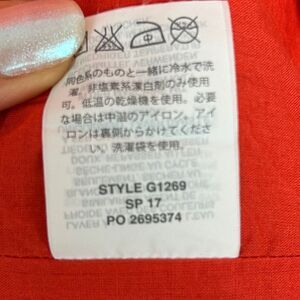 同色系のものと一緒に冷水で洗
濯。非塩素系漂白剤のみ使用
可。低温の乾燥機を使用。必要
な場合は中温のアイロン。アイ
ロンは裏側からかけてくださ
い。洗濯袋を使用。
STYLE G1269
SP 17
PO 2695374